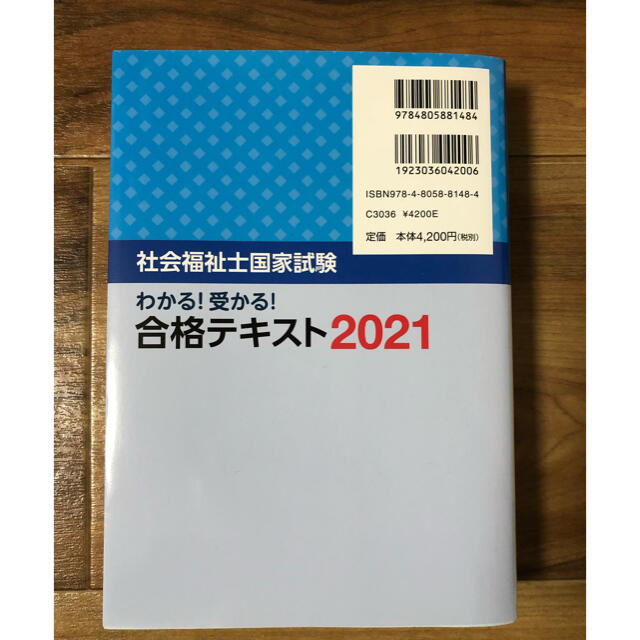 9784805881484
1923036042006
ISBN978-4-8058-8148-4
C3036 ¥4200E
定価 本体4,200円(税別)
社会福祉士国家試験
わかる!受かる!
合格テキスト2021